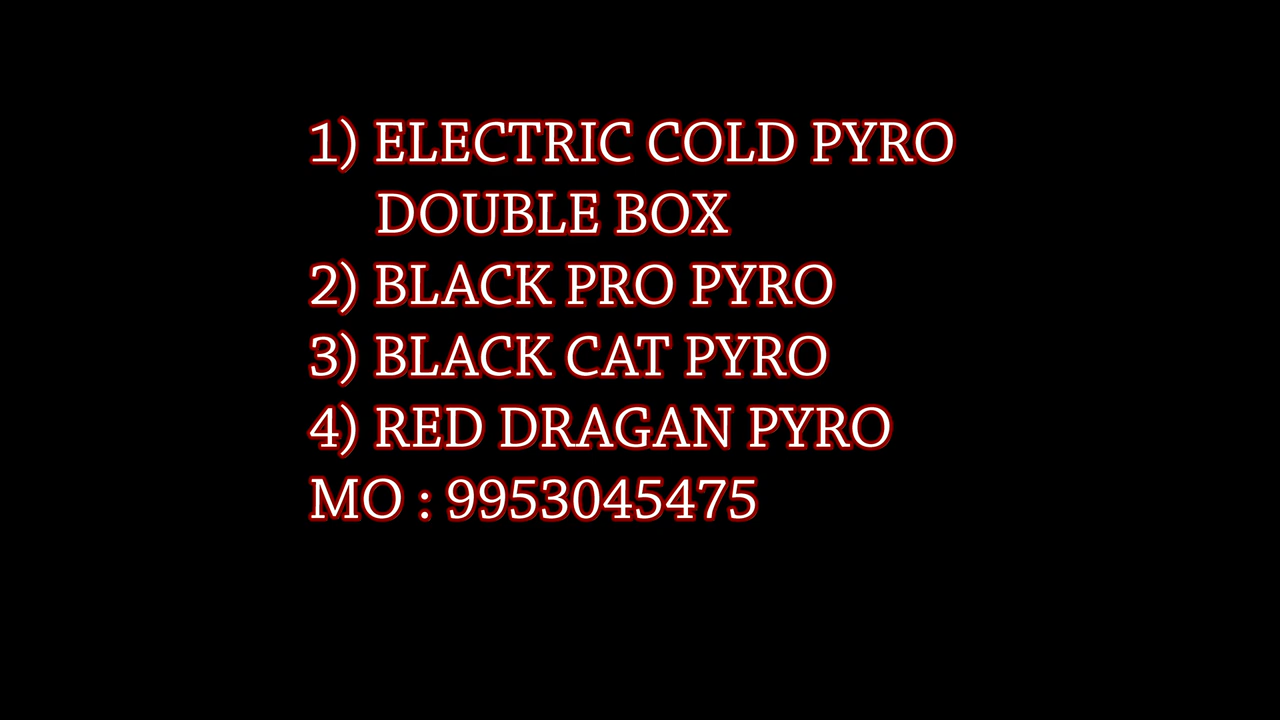 1) ELECTRIC COLD PYRO
DOUBLE BOX
2) BLACK PRO PYRO
3) BLACK CAT PYRO
4) RED DRAGAN PYRO
MO : 9953045475